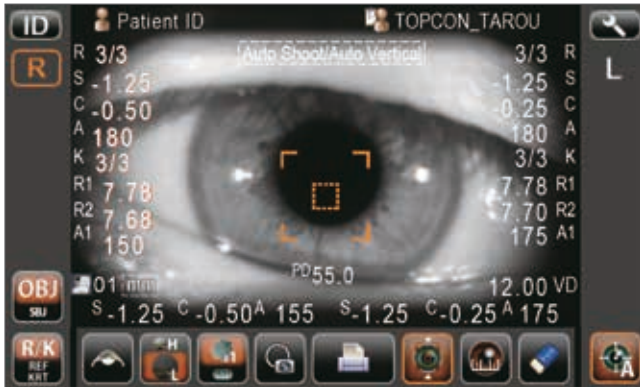 ID Patient ID TOPCON_TAROU
R
L
Auto Shoot/Auto Vertical
R 3/3 3/3 R
S -1.25 -1.25 S
C -0.50 -0.25 C
A 180 180 A
K 3/3 3/3 K
R1 7.78 7.78 R1
R2 7.68 7.70 R2
A1 150 175 A1
01 PD55.0 12.00 VD
S-1.25 C-0.50 A 155 S-1.25 C-0.25 A 175
OBJ
SBJ
R/K
REF
KRT
H
L
+1
A